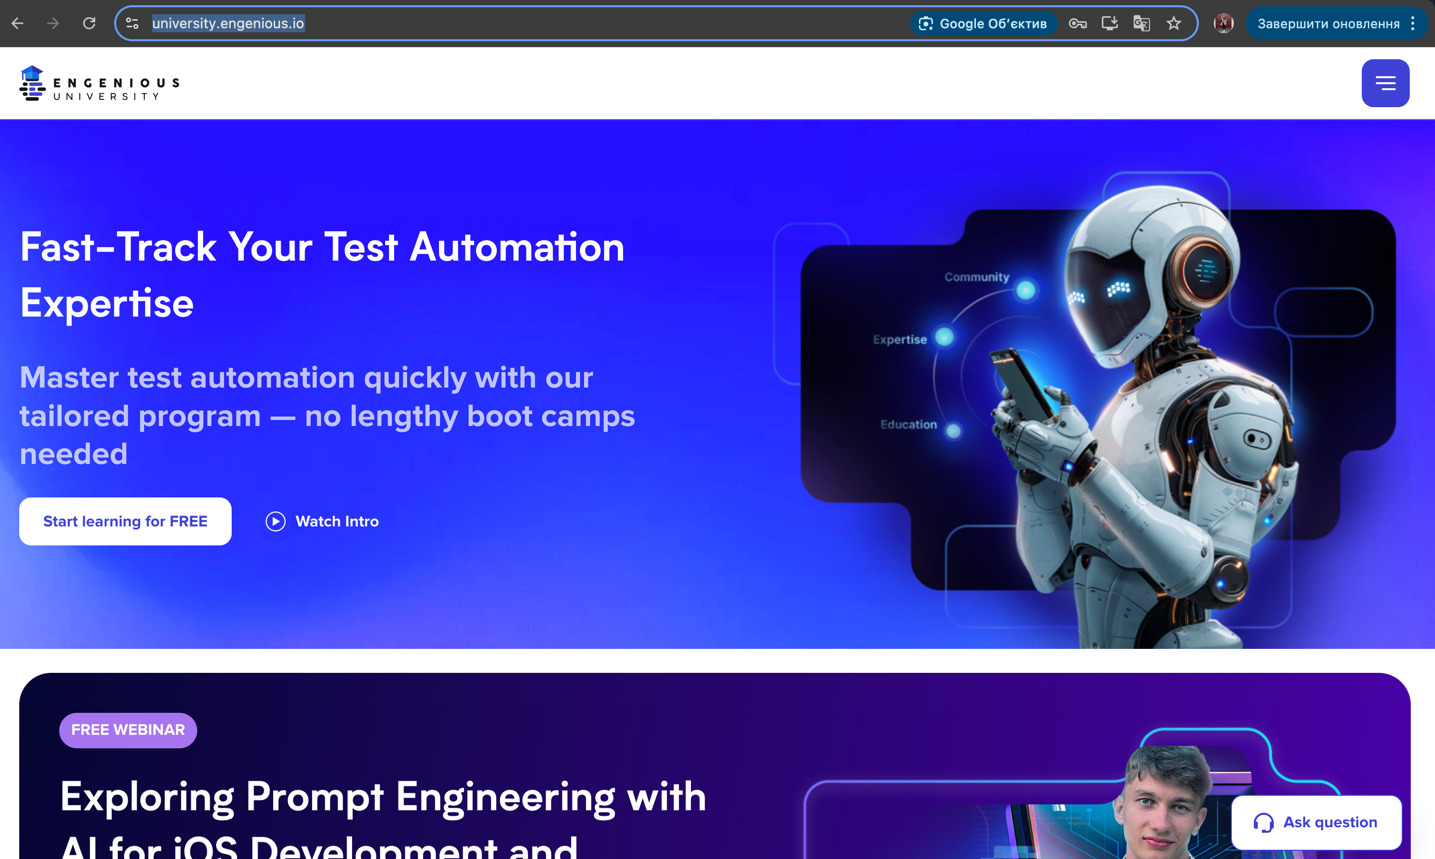 university.engenious.io
Google Об'єктив
Завершити оновлення
ENGENIOUS
UNIVERSITY
Fast-Track Your Test Automation
Expertise
Master test automation quickly with our
tailored program — no lengthy boot camps
needed
Start learning for FREE
Watch Intro
Community
Expertise
Education
FREE WEBINAR
Exploring Prompt Engineering with
AI for iOS Development and
Ask question